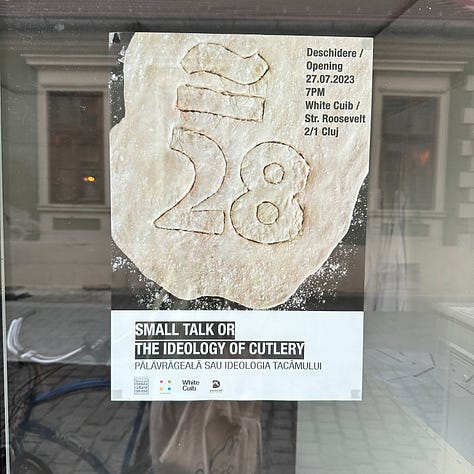 Deschidere /
Opening
27.07.2023
7PM
White Cuib /
Str. Roosevelt
2/1 Cluj
28
SMALL TALK OR
THE IDEOLOGY OF CUTLERY
PĂLĂVRĂGEALĂ SAU IDEOLOGIA TACÂMULUI
White
Cuib